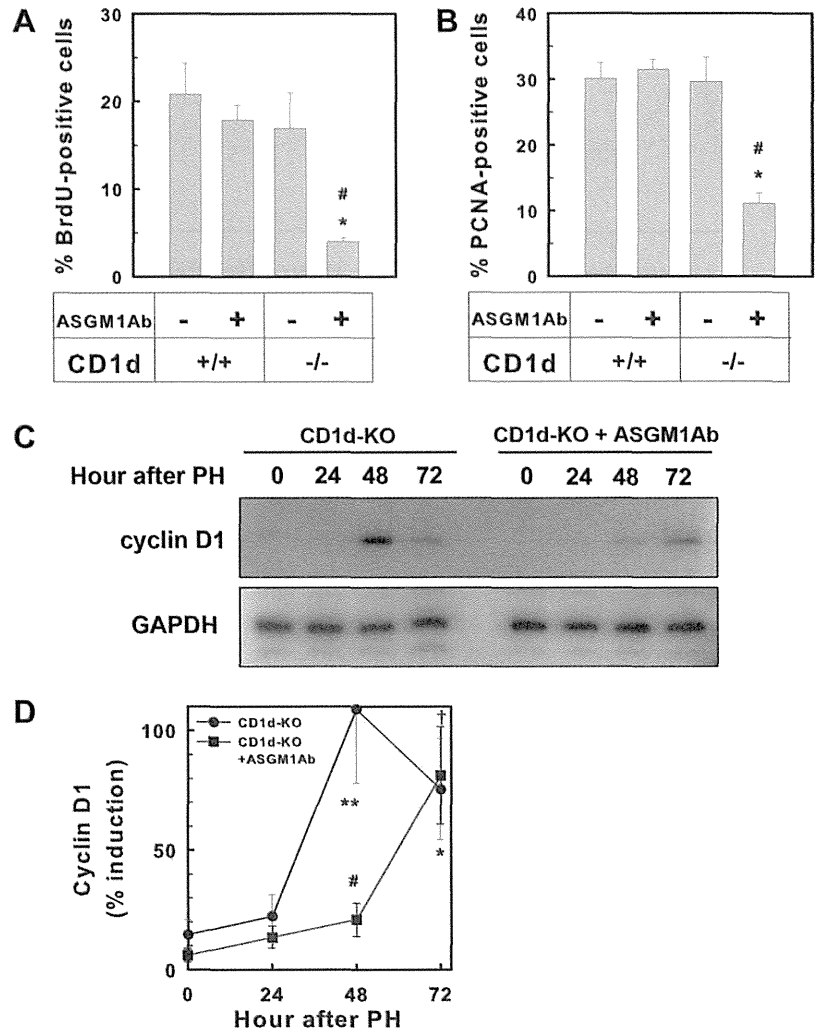 A
% BrdU-positive cells
30
20
10
0
#
*
ASGM1Ab - + - +
CD1d +/+ -/-
B
% PCNA-positive cells
40
30
20
10
0
#
*
ASGM1Ab - + - +
CD1d +/+ -/-
C
CD1d-KO CD1d-KO + ASGM1Ab
Hour after PH 0 24 48 72 0 24 48 72
cyclin D1
GAPDH
D
Cyclin D1
(% induction)
100
50
0
CD1d-KO
CD1d-KO
+ASGM1Ab
†
**
*
#
0 24 48 72
Hour after PH